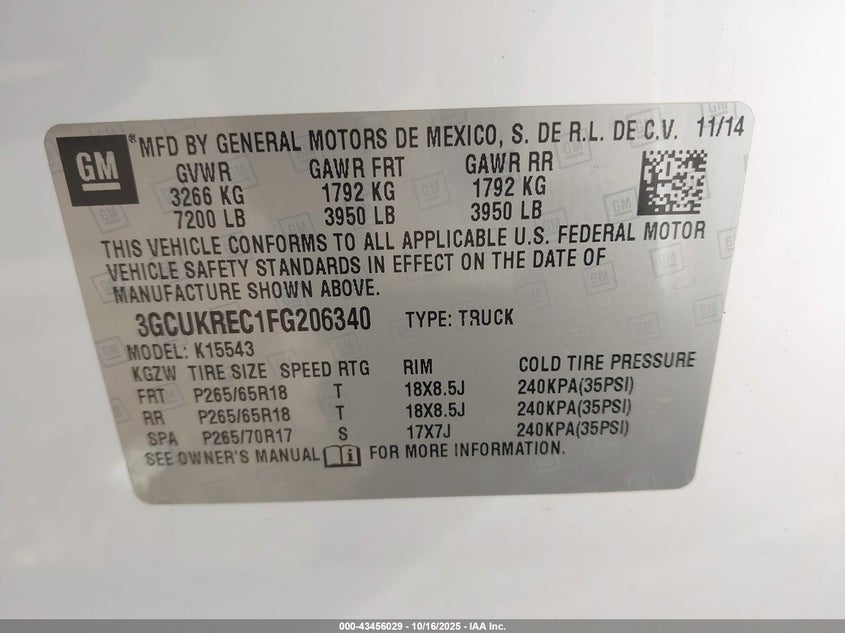 GM
® MFD BY GENERAL MOTORS DE MEXICO, S. DE R.L. DE C.V. 11/14
GVWR GAWR FRT GAWR RR
3266 KG 1792 KG 1792 KG
7200 LB 3950 LB 3950 LB
THIS VEHICLE CONFORMS TO ALL APPLICABLE U.S. FEDERAL MOTOR
VEHICLE SAFETY STANDARDS IN EFFECT ON THE DATE OF
MANUFACTURE SHOWN ABOVE.
3GCUKREC1FG206340 TYPE: TRUCK
MODEL: K15543
KGZW TIRE SIZE SPEED RTG RIM COLD TIRE PRESSURE
FRT P265/65R18 T 18X8.5J 240KPA(35PSI)
RR P265/65R18 T 18X8.5J 240KPA(35PSI)
SPA P265/70R17 S 17X7J 240KPA(35PSI)
SEE OWNER'S MANUAL FOR MORE INFORMATION.
000-43456029 - 10/16/2025 - IAA Inc.